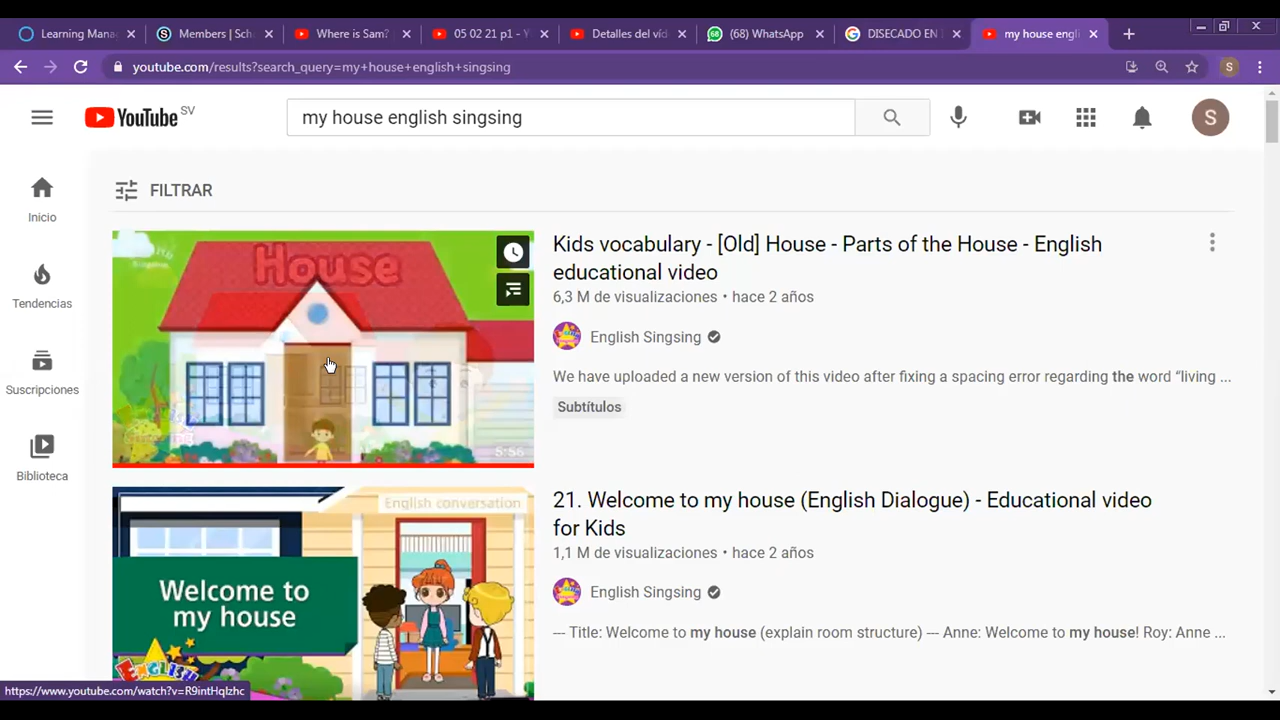 Learning Mana
Members | Sch
Where is Sam?
05 02 21 p1 - Y
Detalles del víd
68
(68) WhatsApp
DISECADO EN
my house engli
youtube.com/results?search_query=my+house+english+singsing
S
YouTube SV
my house english singsing
S
FILTRAR
Inicio
Tendencias
Suscripciones
Biblioteca
House
5:56
Kids vocabulary - [Old] House - Parts of the House - English
educational video
6,3 M de visualizaciones • hace 2 años
English Singsing
We have uploaded a new version of this video after fixing a spacing error regarding the word “living ...
Subtítulos
English conversation
Welcome to
my house
ENGLISH
21. Welcome to my house (English Dialogue) - Educational video
for Kids
1,1 M de visualizaciones • hace 2 años
English Singsing
--- Title: Welcome to my house (explain room structure) --- Anne: Welcome to my house! Roy: Anne ...
https://www.youtube.com/watch?v=R9intHqlzhc